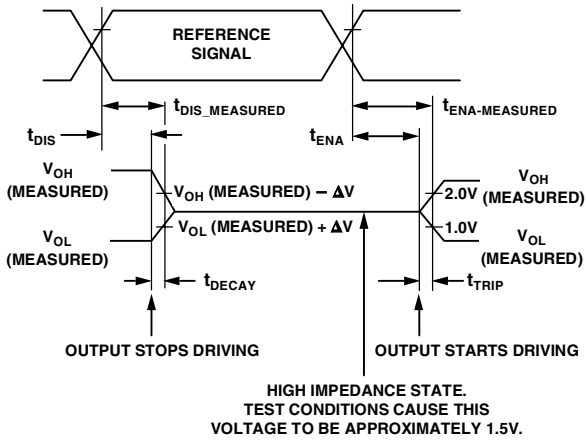 REFERENCE
SIGNAL
tDIS_MEASURED
tENA-MEASURED
tDIS
tENA
VOH
(MEASURED)
VOH (MEASURED) – ΔV
2.0V
VOH
(MEASURED)
VOL
(MEASURED)
VOL (MEASURED) + ΔV
1.0V
VOL
(MEASURED)
tDECAY
tTRIP
OUTPUT STOPS DRIVING
OUTPUT STARTS DRIVING
HIGH IMPEDANCE STATE.
TEST CONDITIONS CAUSE THIS
VOLTAGE TO BE APPROXIMATELY 1.5V.